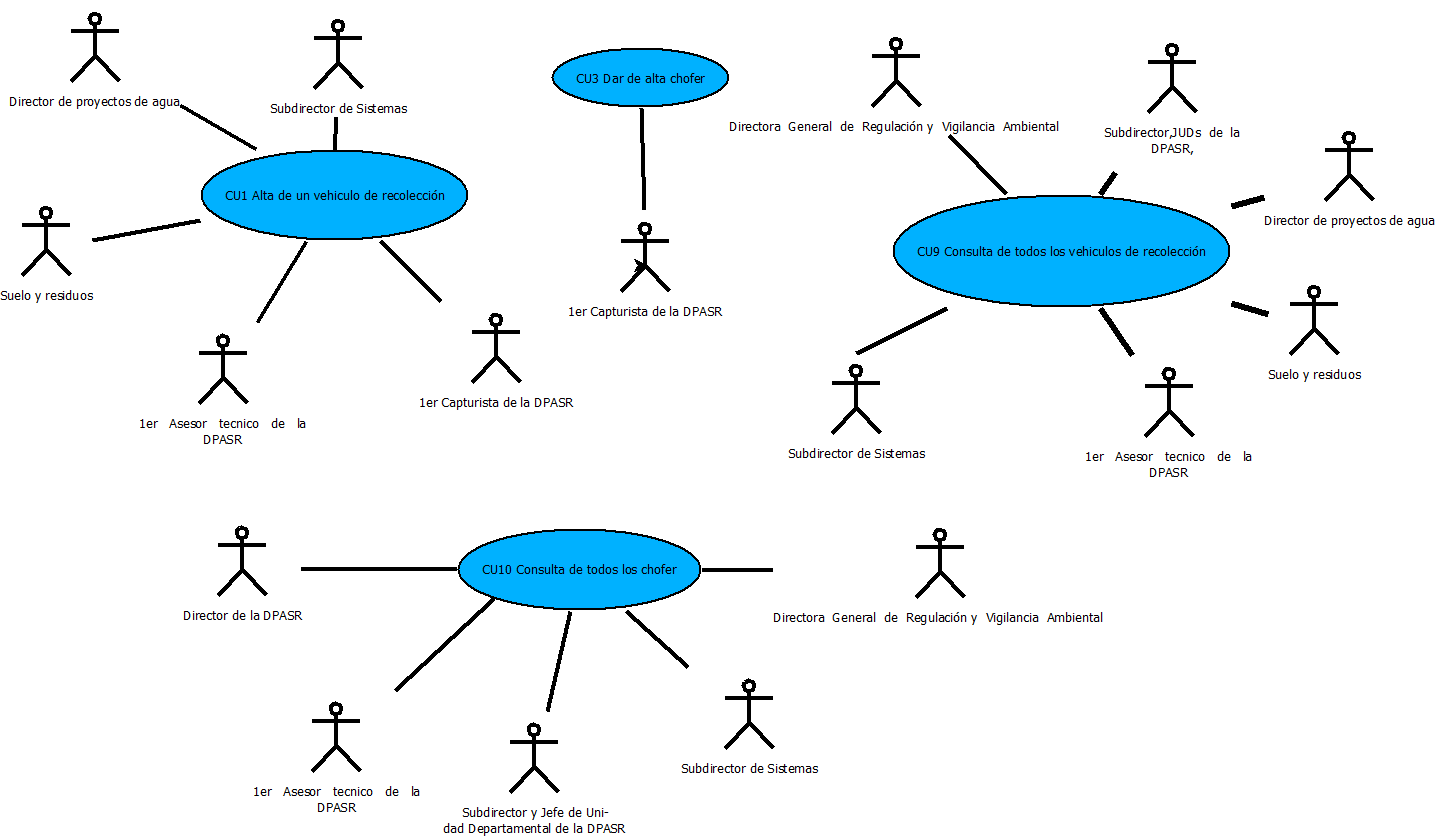 Director de proyectos de agua
Subdirector de Sistemas
CU1 Alta de un vehiculo de recolección
Suelo y residuos
1er Asesor tecnico de la
DPASR
1er Capturista de la DPASR
CU3 Dar de alta chofer
1er Capturista de la DPASR
Directora General de Regulación y Vigilancia Ambiental
Subdirector,JUDs de la
DPASR,
Director de proyectos de agua
CU9 Consulta de todos los vehiculos de recolección
Suelo y residuos
Subdirector de Sistemas
1er Asesor tecnico de la
DPASR
CU10 Consulta de todos los chofer
Director de la DPASR
Directora General de Regulación y Vigilancia Ambiental
1er Asesor tecnico de la
DPASR
Subdirector y Jefe de Uni-
dad Departamental de la DPASR
Subdirector de Sistemas